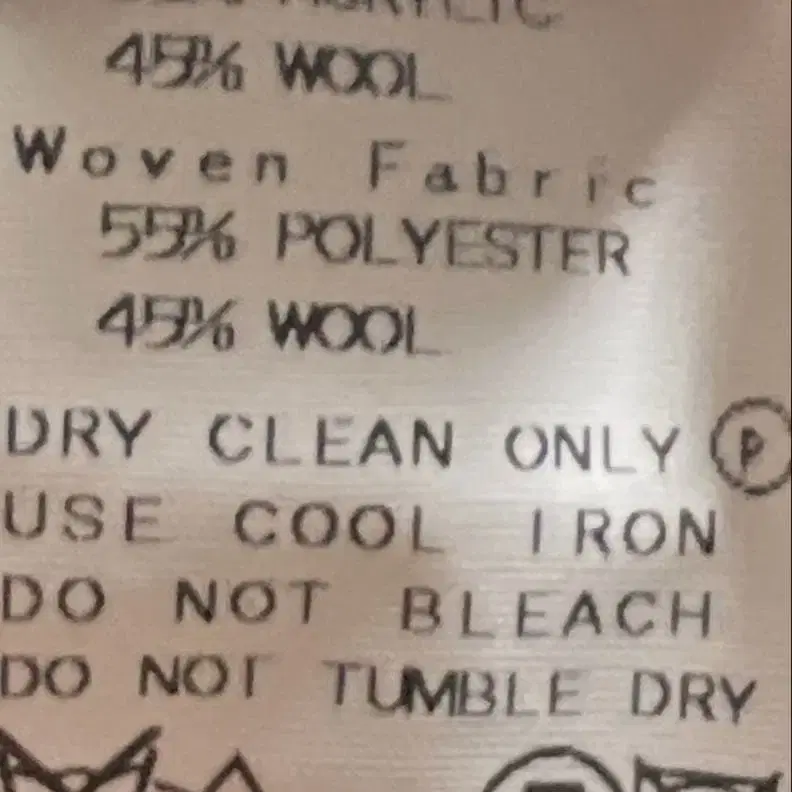 ACRYLIC
45% WOOL
Woven Fabric
55% POLYESTER
45% WOOL
DRY CLEAN ONLY P
USE COOL IRON
DO NOT BLEACH
DO NOT TUMBLE DRY